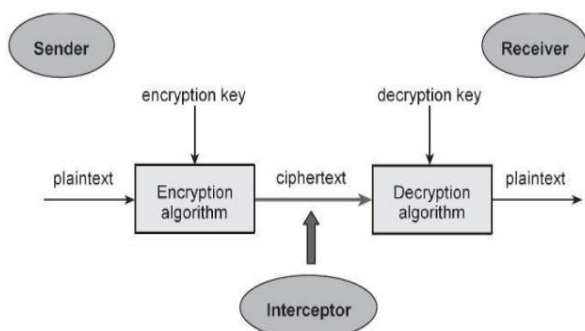 Sender
Receiver
encryption key
decryption key
plaintext
Encryption
algorithm
ciphertext
Decryption
algorithm
plaintext
Interceptor